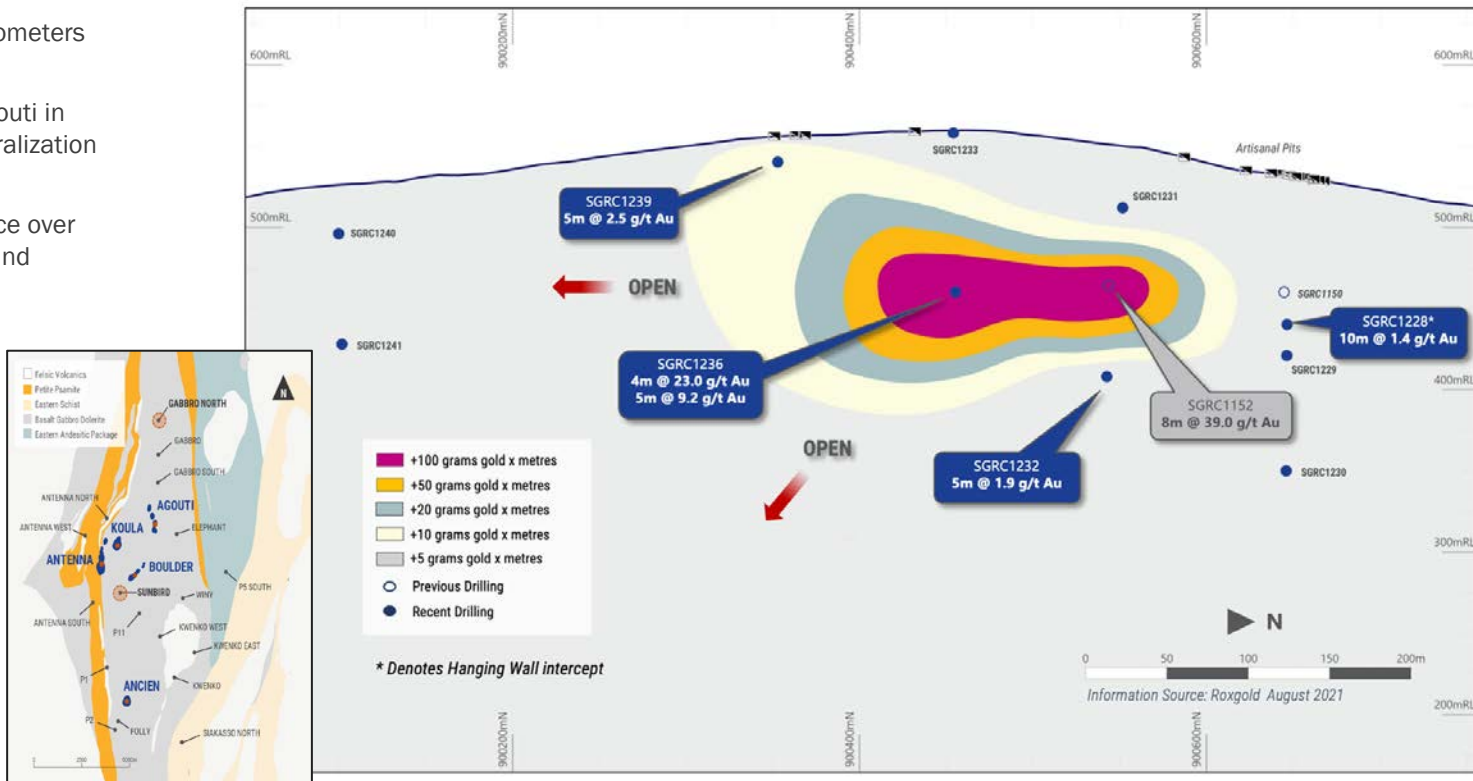 ometers
outi in
ralization
ce over
nd
900200mN
900400mN
900600mN
600mRL
600mRL
SGRC1233
Artisanal Pits
SGRC1239
5m @ 2.5 g/t Au
SGRC1231
500mRL
500mRL
SGRC1240
OPEN
SGRC1150
SGRC1228*
10m @ 1.4 g/t Au
SGRC1241
SGRC1236
4m @ 23.0 g/t Au
5m @ 9.2 g/t Au
SGRC1229
400mRL
SGRC1152
8m @ 39.0 g/t Au
OPEN
SGRC1232
5m @ 1.9 g/t Au
SGRC1230
+100 grams gold x metres
+50 grams gold x metres
+20 grams gold x metres
+10 grams gold x metres
+5 grams gold x metres
Previous Drilling
Recent Drilling
* Denotes Hanging Wall intercept
300mRL
N
0 50 100 150 200m
Information Source: Roxgold August 2021
200mRL
900200mN
900400mN
900600mN
Felsic Volcanics
Pelite Psamite
Eastern Schist
Basalt Gabbro Dolerite
Eastern Andesitic Package
N
GABBRO NORTH
GABBRO
GABBRO SOUTH
ANTENNA NORTH
AGOUTI
ANTENNA WEST
KOULA
ELEPHANT
ANTENNA
BOULDER
P5 SOUTH
SUNBIRD
WINY
ANTENNA SOUTH
P11
KWENKO WEST
KWENKO EAST
P1
ANCIEN
KWENKO
P2
FOLLY
SIAKASSO NORTH
0